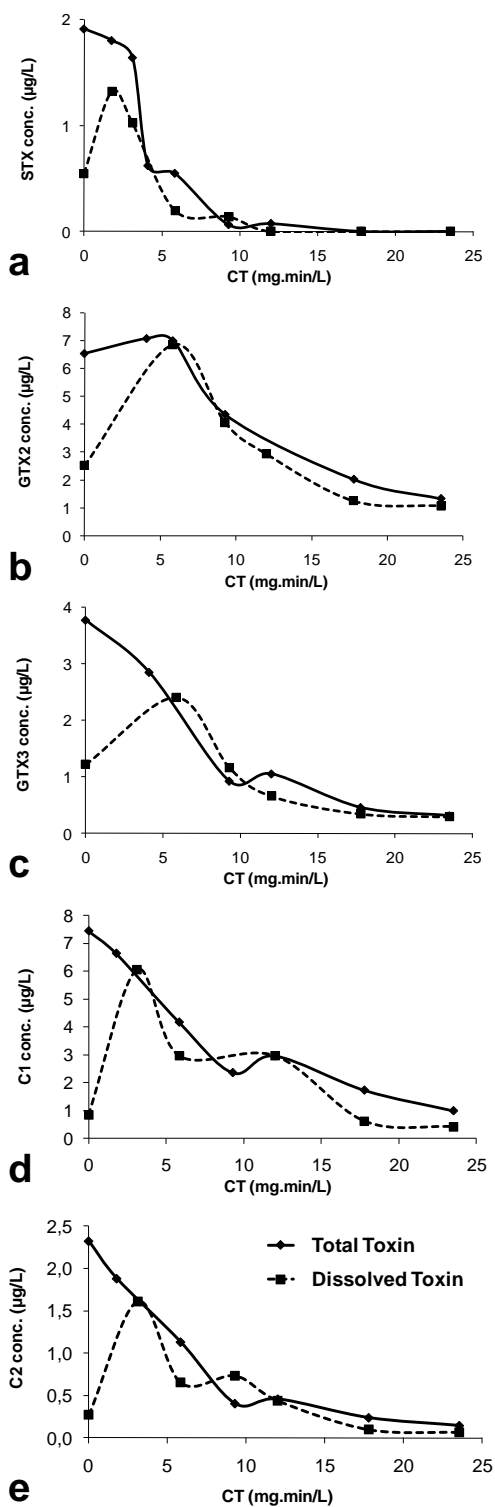 2
1
0
STX conc. (µg/L)
0 5 10 15 20 25
CT (mg.min/L)
a
8
7
6
5
4
3
2
1
0
GTX2 conc. (µg/L)
0 5 10 15 20 25
CT (mg.min/L)
b
4
3
2
1
0
GTX3 conc. (µg/L)
0 5 10 15 20 25
CT (mg.min/L)
c
8
7
6
5
4
3
2
1
0
C1 conc. (µg/L)
0 5 10 15 20 25
CT (mg.min/L)
d
2,5
2,0
1,5
1,0
0,5
0,0
C2 conc. (µg/L)
Total Toxin
Dissolved Toxin
0 5 10 15 20 25
CT (mg.min/L)
e